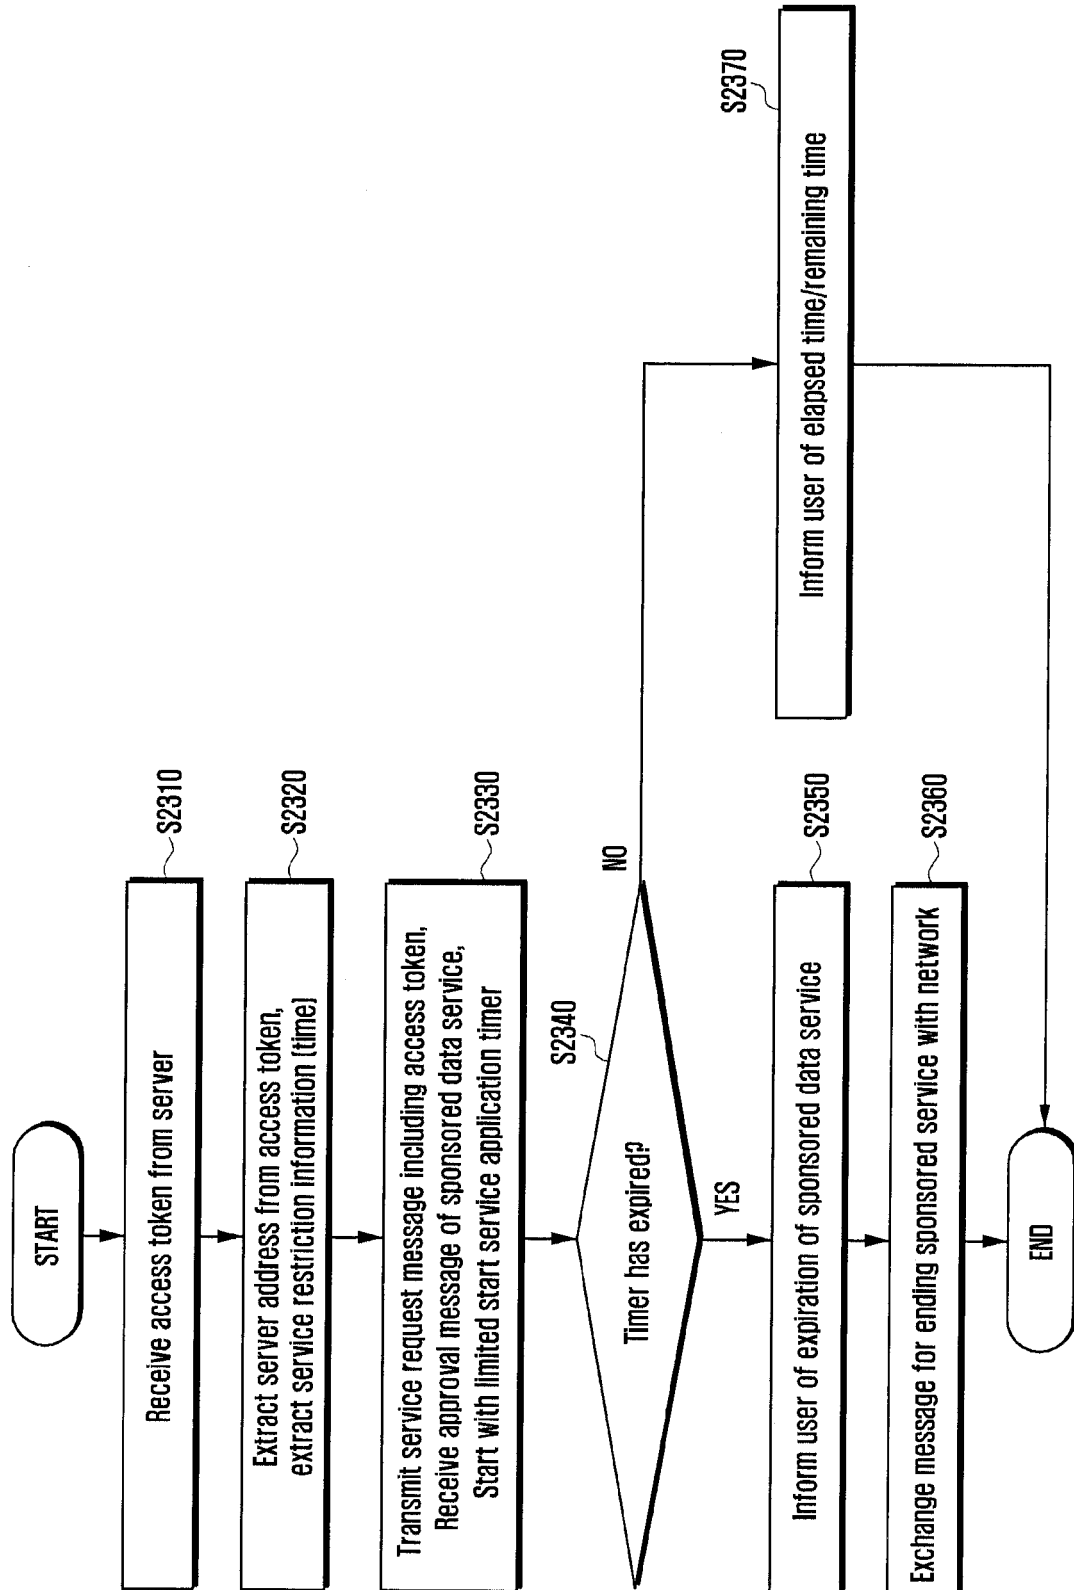 START
Receive access token from server
S2310
Extract server address from access token,
extract service restriction information (time)
S2320
Transmit service request message including access token,
Receive approval message of sponsored data service,
Start with limited start service application timer
S2330
Timer has expired?
S2340
NO
YES
Inform user of expiration of sponsored data service
S2350
Inform user of elapsed time/remaining time
S2370
Exchange message for ending sponsored service with network
S2360
END